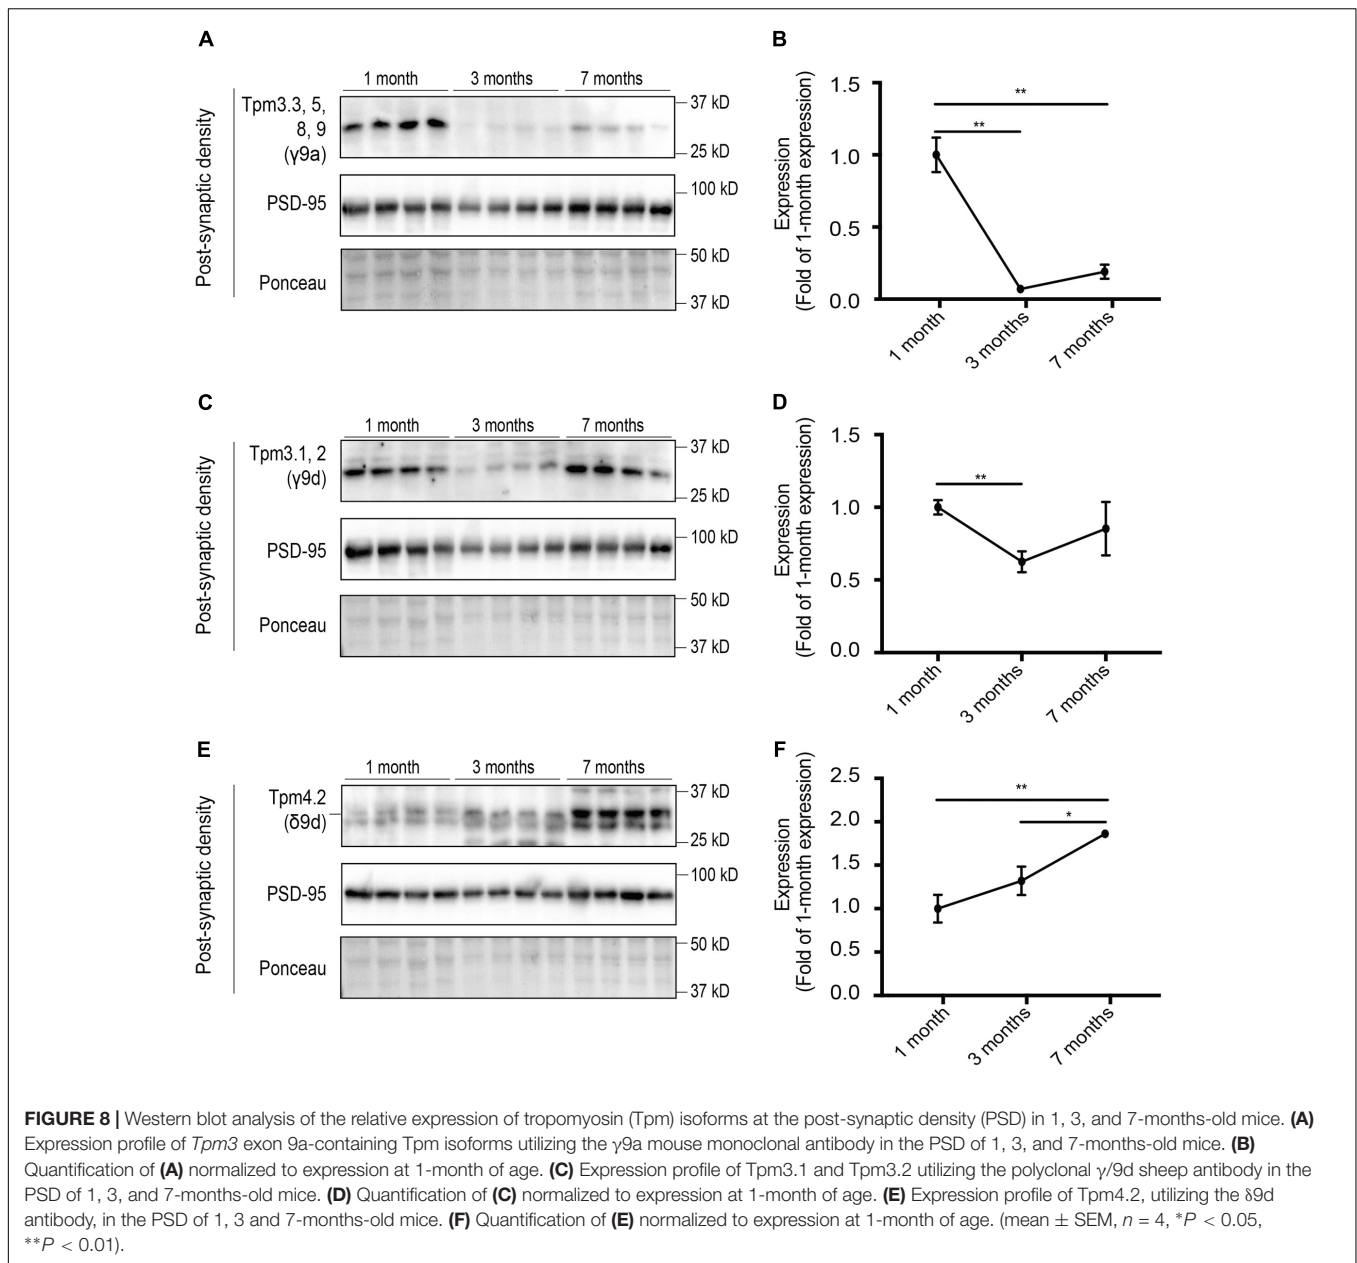 A
1 month 3 months 7 months
Post-synaptic density
Tpm3.3, 5,
8, 9
(γ9a)
37 kD
25 kD
PSD-95
100 kD
Ponceau
50 kD
37 kD
B
Expression
(Fold of 1-month expression)
1.5
1.0
0.5
0.0
**
**
1 month
3 months
7 months
C
1 month 3 months 7 months
Post-synaptic density
Tpm3.1, 2
(γ9d)
37 kD
25 kD
PSD-95
100 kD
Ponceau
50 kD
37 kD
D
Expression
(Fold of 1-month expression)
1.5
1.0
0.5
0.0
**
1 month
3 months
7 months
E
1 month 3 months 7 months
Post-synaptic density
Tpm4.2
(δ9d)
37 kD
25 kD
PSD-95
100 kD
Ponceau
50 kD
37 kD
F
Expression
(Fold of 1-month expression)
2.5
2.0
1.5
1.0
0.5
0.0
**
*
1 month
3 months
7 months
FIGURE 8 | Western blot analysis of the relative expression of tropomyosin (Tpm) isoforms at the post-synaptic density (PSD) in 1, 3, and 7-months-old mice. (A)
Expression profile of Tpm3 exon 9a-containing Tpm isoforms utilizing the γ9a mouse monoclonal antibody in the PSD of 1, 3, and 7-months-old mice. (B)
Quantification of (A) normalized to expression at 1-month of age. (C) Expression profile of Tpm3.1 and Tpm3.2 utilizing the polyclonal γ/9d sheep antibody in the
PSD of 1, 3, and 7-months-old mice. (D) Quantification of (C) normalized to expression at 1-month of age. (E) Expression profile of Tpm4.2, utilizing the δ9d
antibody, in the PSD of 1, 3 and 7-months-old mice. (F) Quantification of (E) normalized to expression at 1-month of age. (mean ± SEM, n = 4, *P < 0.05,
**P < 0.01).